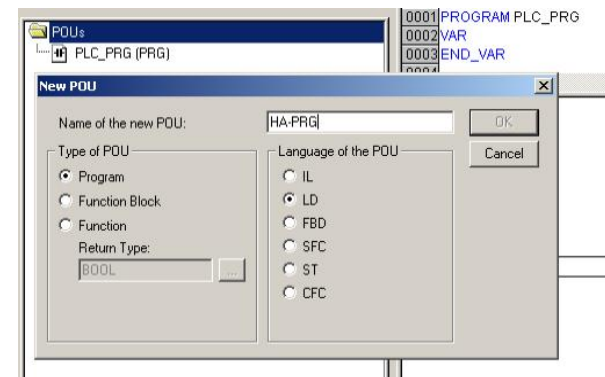 POUs
PLC_PRG (PRG)
0001 PROGRAM PLC_PRG
0002 VAR
0003 END_VAR
0004
New POU
Name of the new POU: HA-PRG
OK
Cancel
Type of POU
Program
Function Block
Function
Return Type:
BOOL
...
Language of the POU
IL
LD
FBD
SFC
ST
CFC